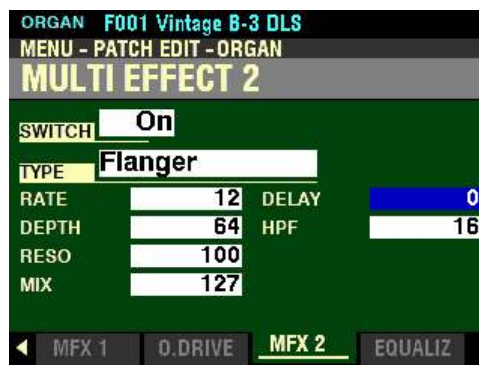 ORGAN F001 Vintage B-3 DLS
MENU - PATCH EDIT - ORGAN
MULTI EFFECT 2
SWITCH On
TYPE Flanger
RATE 12 DELAY 0
DEPTH 64 HPF 16
RESO 100
MIX 127
MFX 1 O.DRIVE MFX 2 EQUALIZ